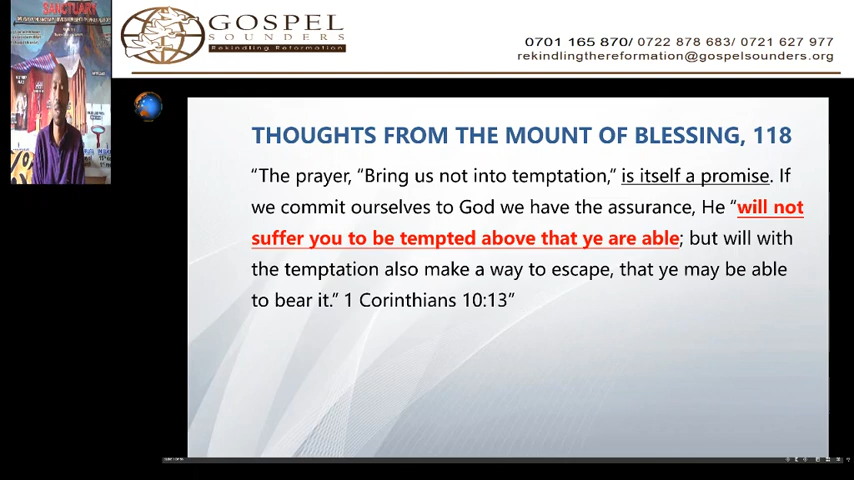 SANCTUARY
GOSPEL
SOUNDERS
Rekindling Reformation
0701 165 870/ 0722 878 683/ 0721 627 977
rekindlingthereformation@gospelsounders.org
THOUGHTS FROM THE MOUNT OF BLESSING, 118
“The prayer, “Bring us not into temptation,” is itself a promise. If
we commit ourselves to God we have the assurance, He “will not
suffer you to be tempted above that ye are able; but will with
the temptation also make a way to escape, that ye may be able
to bear it.” 1 Corinthians 10:13”